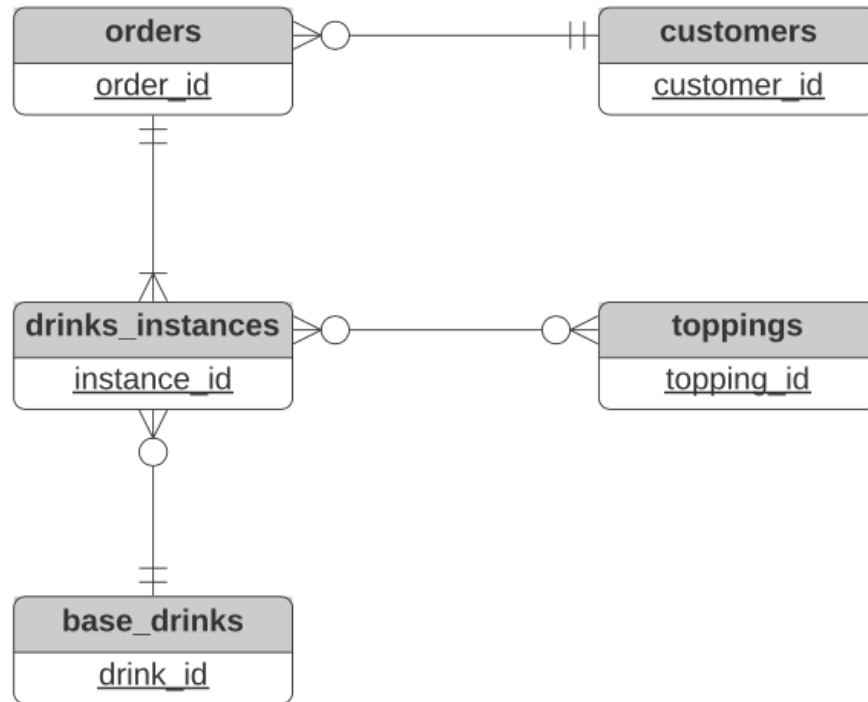 orders
order_id
customers
customer_id
drinks_instances
instance_id
toppings
topping_id
base_drinks
drink_id